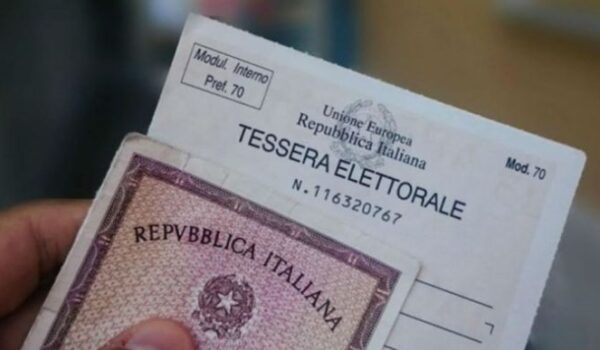 Modul. Interno
Pref. 70
Unione Europea
Repubblica Italiana
TESSERA ELETTORALE
Mod. 70
N.116320767
REPVBBLICA ITALIANA